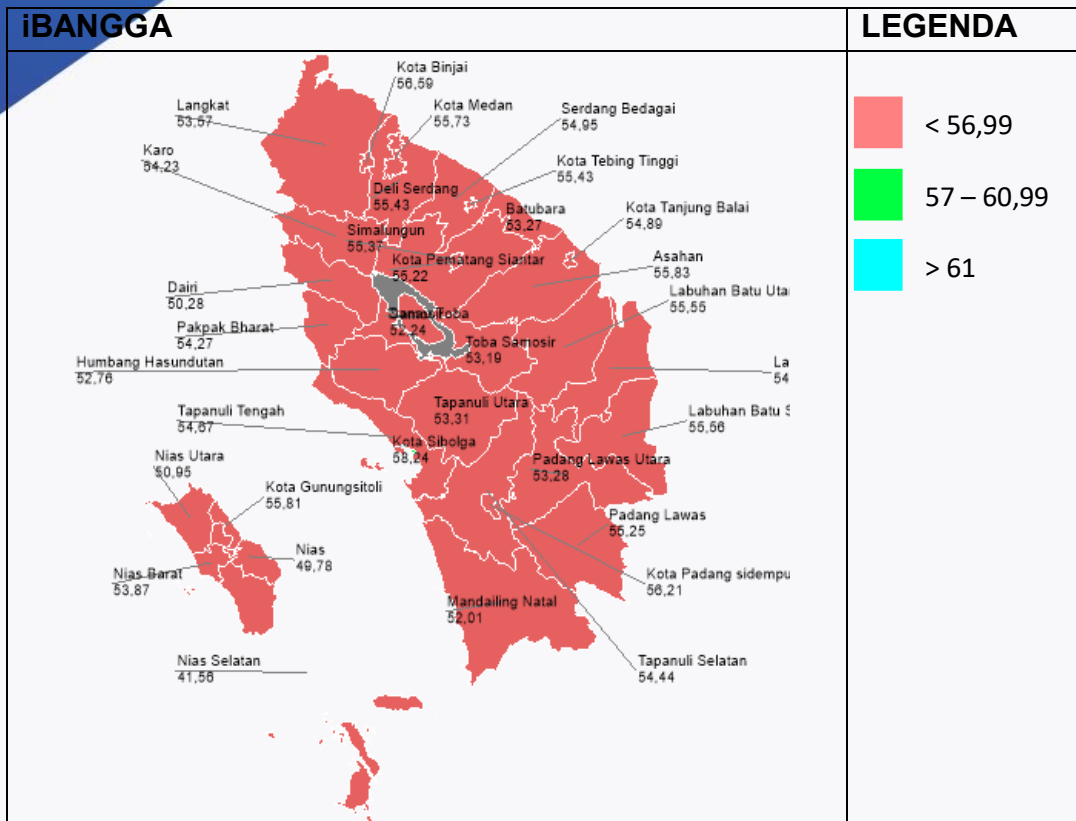 iBANGGA
LEGENDA
Kota Binjai
56,59
Langkat
53,57
Kota Medan
55,73
Serdang Bedagai
54,95
Karo
54,23
Kota Tebing Tinggi
55,43
Deli Serdang
55,43
Batubara
53,27
Kota Tanjung Balai
54,89
Simalungun
55,37
Kota Pematang Siantar
55,22
Asahan
55,83
Dairi
50,28
Labuhan Batu Uta
55,55
Pakpak Bharat
54,27
Toba
52,24
Toba Samosir
53,19
Humbang Hasundutan
52,76
La
54
Tapanuli Utara
53,31
Tapanuli Tengah
54,67
Labuhan Batu S
55,56
Kota Sibolga
58,24
Nias Utara
50,95
Padang Lawas Utara
53,28
Kota Gunungsitoli
55,81
Padang Lawas
55,25
Nias
49,78
Nias Barat
53,87
Kota Padang sidempu
56,21
Mandailing Natal
52,01
Nias Selatan
41,56
Tapanuli Selatan
54,44
< 56,99
57 – 60,99
> 61